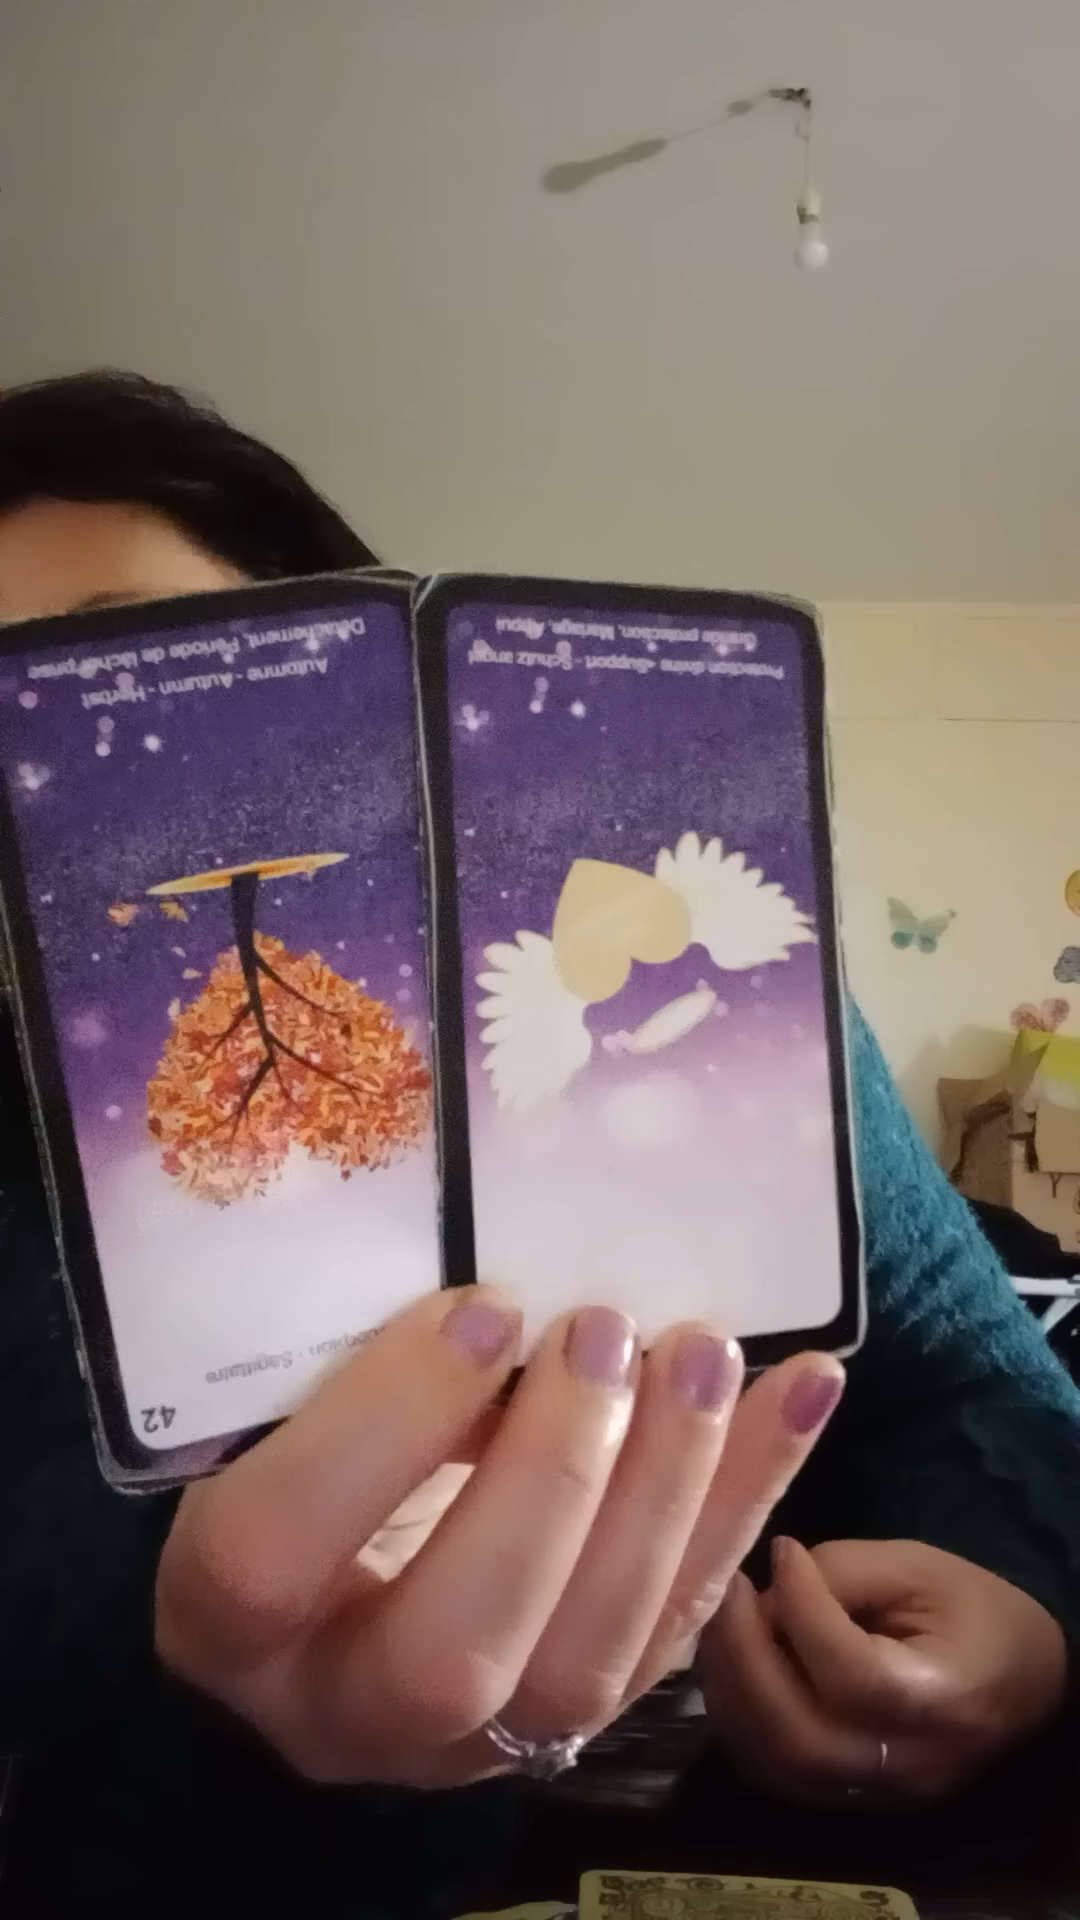 42
Sagittaire
Automne - Autumn - Herbst
Détachement, Période de lâcher prise
Protection divine - Support - Schutz angel
Grande protection, Mariage, Appui